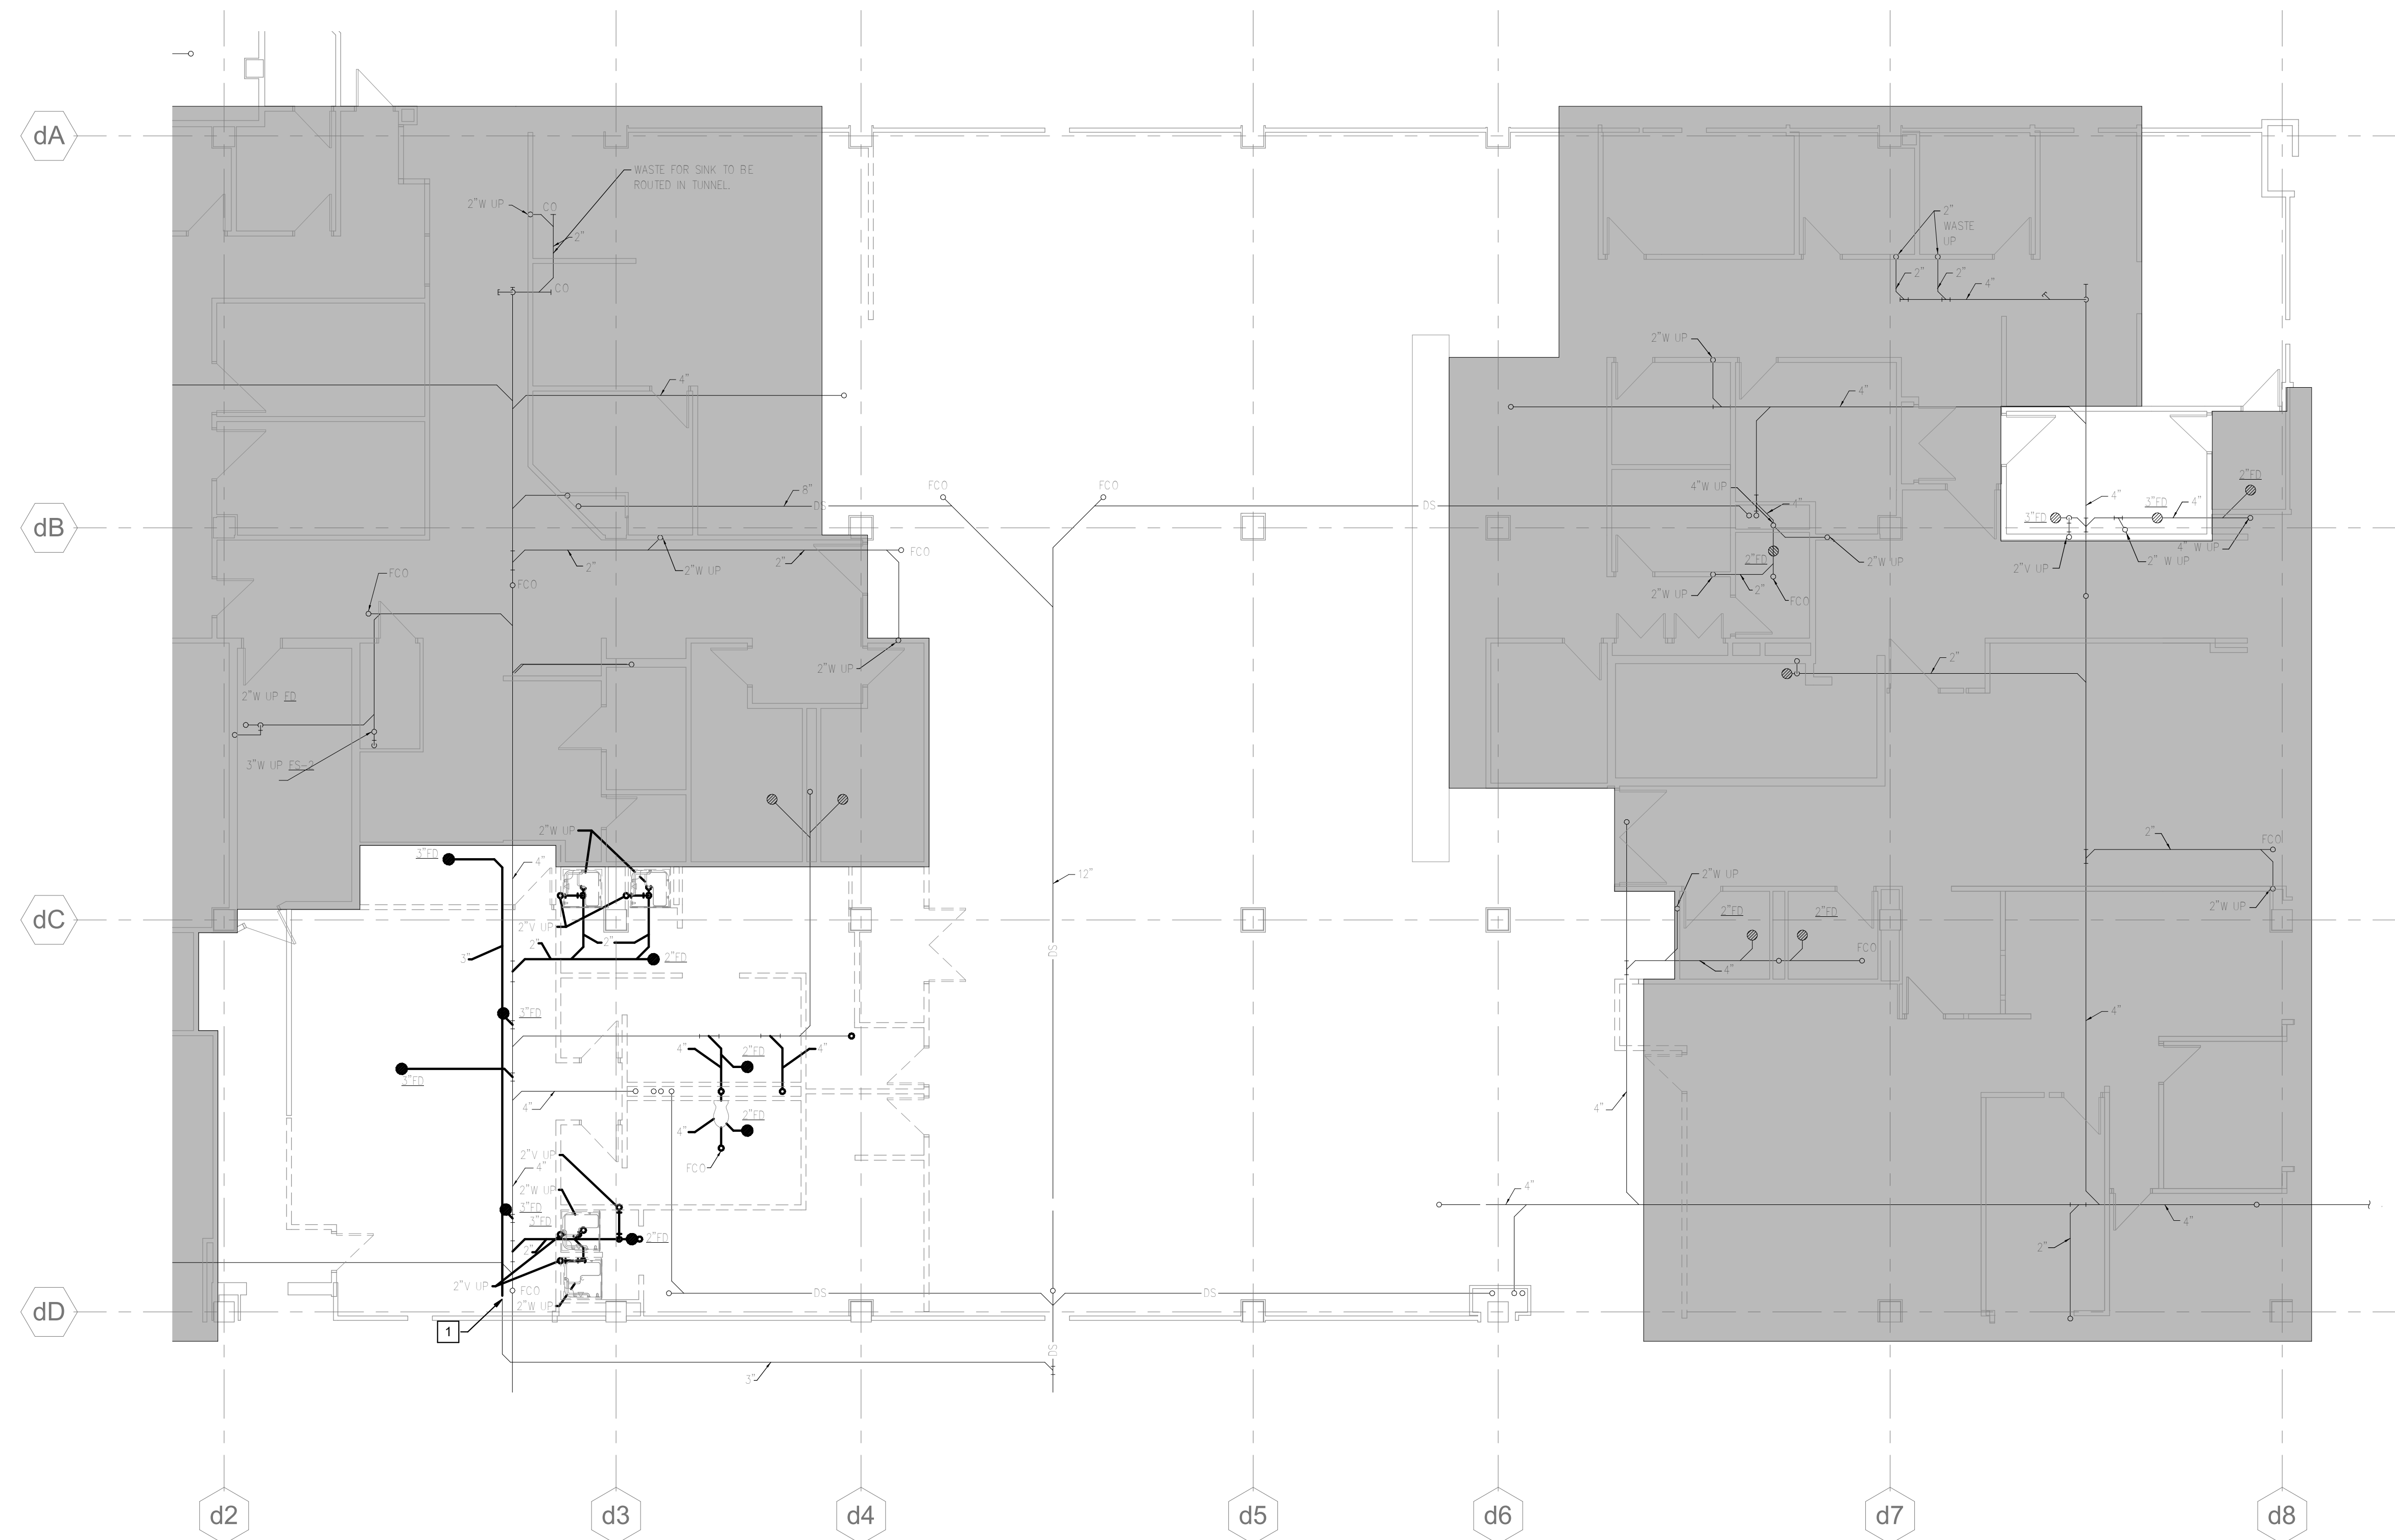 dA
WASTE FOR SINK TO BE
ROUTED IN TUNNEL.
2"W UP
CO
2"
CO
2"
WASTE
UP
2"
2"
4"
2"W UP
4"
4"
8"
DS
FCO
FCO
DS
4"W UP
4"
2"FD
4"
3"FD
4"
3"FD
dB
2"
2"W UP
2"
FCO
2"FD
2"W UP
2"V UP
2" W UP
4" W UP
FCO
FCO
2"W UP
2"
FCO
2"W UP
2"
2"W UP FD
3"W UP FS-2
2"W UP
3"FD
4"
2"
FCO
12"
2"W UP
dC
2"V UP
2"
2"
2"FD
3"
DS
2"FD
2"FD
FCO
4"
2"W UP
3"FD
4"
4"
2"FD
4"
3"FD
4"
2"FD
4"
4"
FCO
2"V UP
4"
2"W UP
3"FD
3"FD
4"
4"
2"
2"FD
2"
2"V UP
FCO
2"W UP
DS
DS
dD
1
DS
3"
d2
d3
d4
d5
d6
d7
d8